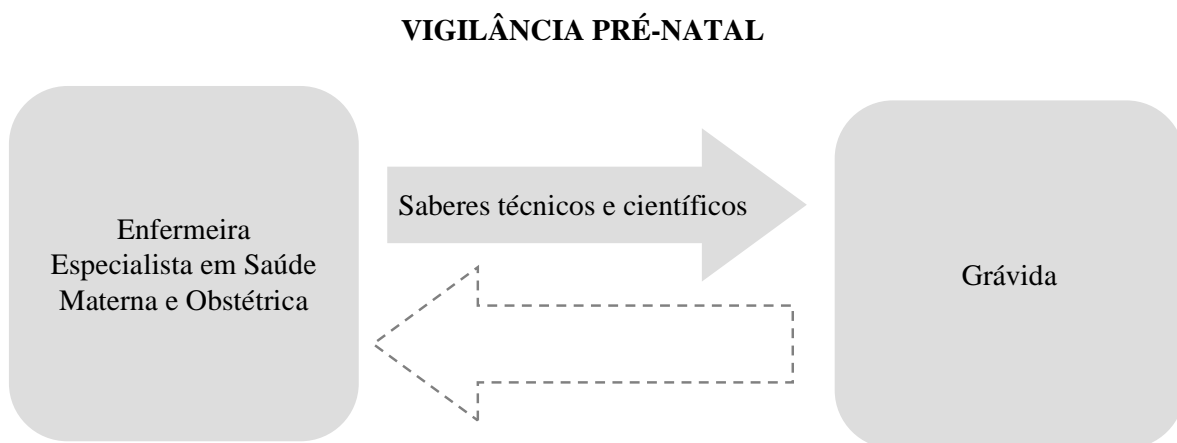 VIGILÂNCIA PRÉ-NATAL
Enfermeira
Especialista em Saúde
Materna e Obstétrica
Saberes técnicos e científicos
Grávida